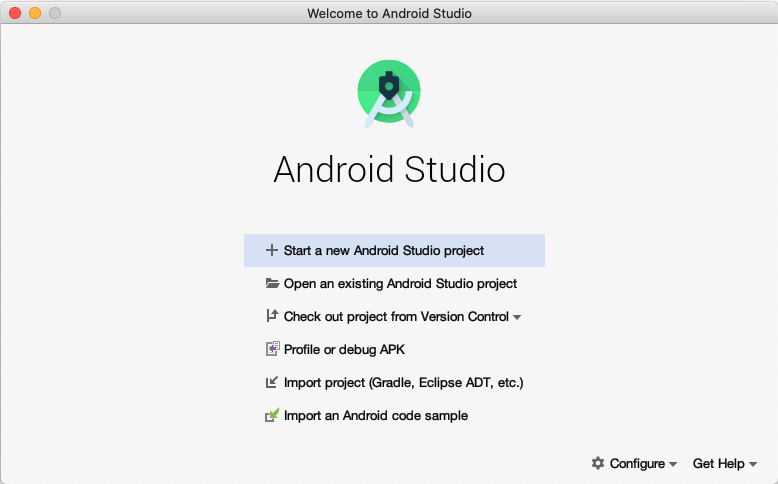 Welcome to Android Studio
Android Studio
Start a new Android Studio project
Open an existing Android Studio project
Check out project from Version Control
Profile or debug APK
Import project (Gradle, Eclipse ADT, etc.)
Import an Android code sample
Configure Get Help